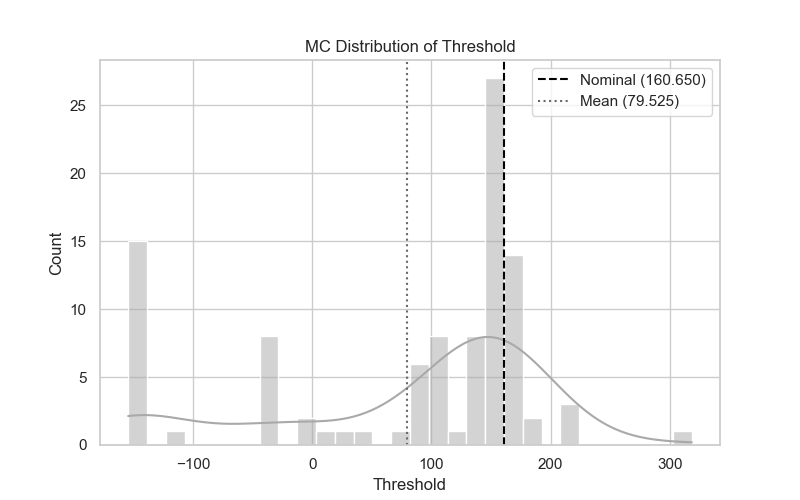 MC Distribution of Threshold
Nominal (160.650)
Mean (79.525)
Count
25
20
15
10
5
0
−100
0
100
200
300
Threshold